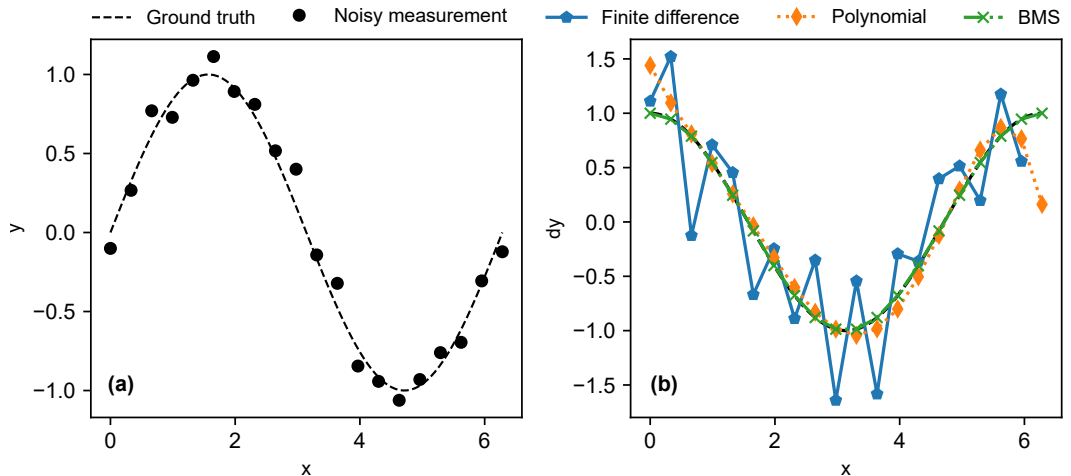 Ground truth
Noisy measurement
Finite difference
Polynomial
BMS
1.0
0.5
0.0
−0.5
−1.0
y
(a)
0
2
4
6
x
1.5
1.0
0.5
0.0
−0.5
−1.0
−1.5
dy
(b)
0
2
4
6
x